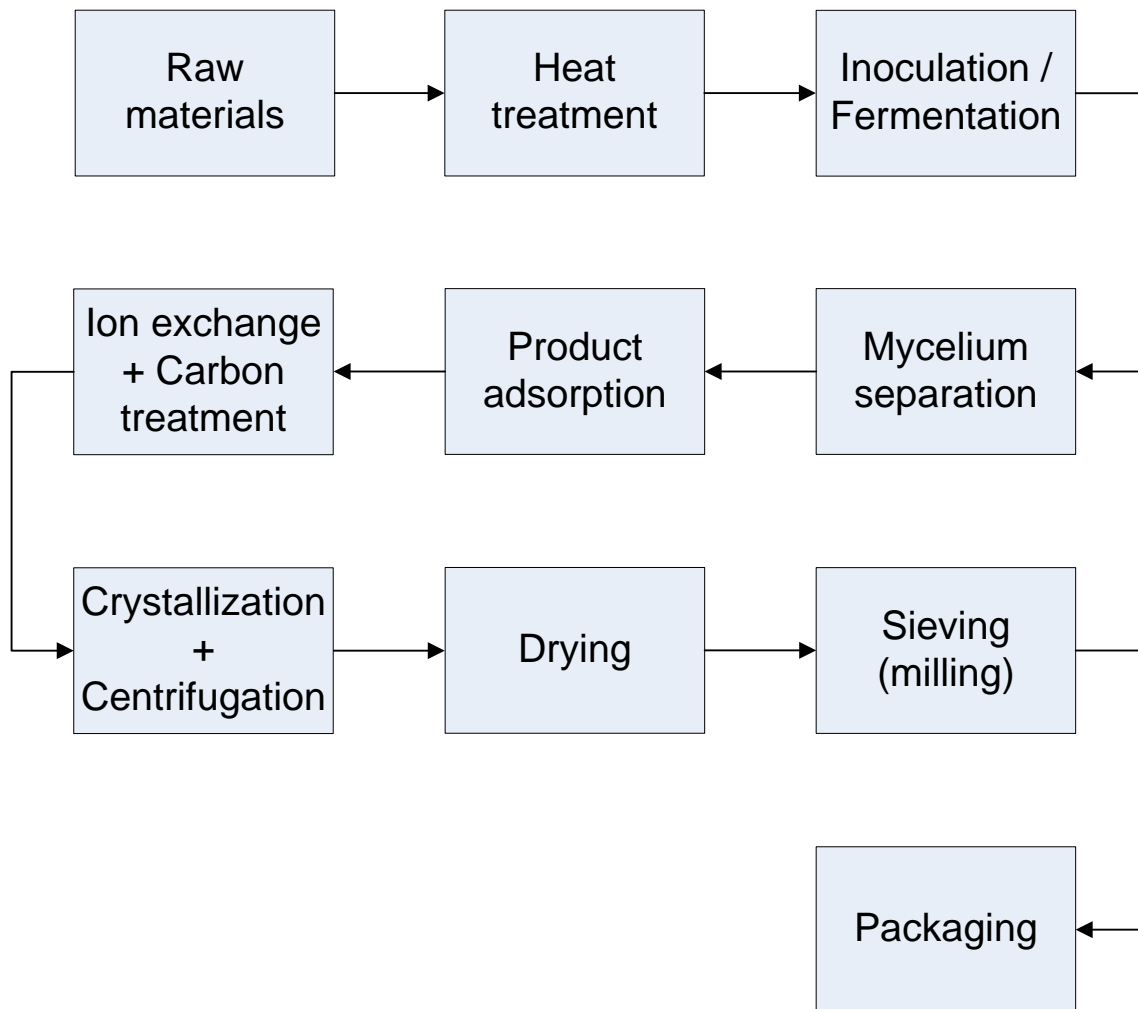 Raw
materials
Heat
treatment
Inoculation /
Fermentation
Mycelium
separation
Product
adsorption
Ion exchange
+ Carbon
treatment
Crystallization
+
Centrifugation
Drying
Sieving
(milling)
Packaging